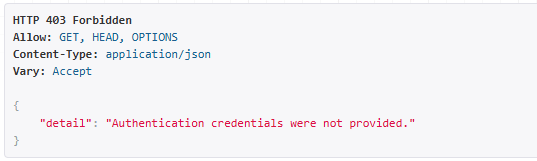 HTTP 403 Forbidden
Allow: GET, HEAD, OPTIONS
Content-Type: application/json
Vary: Accept
{
"detail": "Authentication credentials were not provided."
}